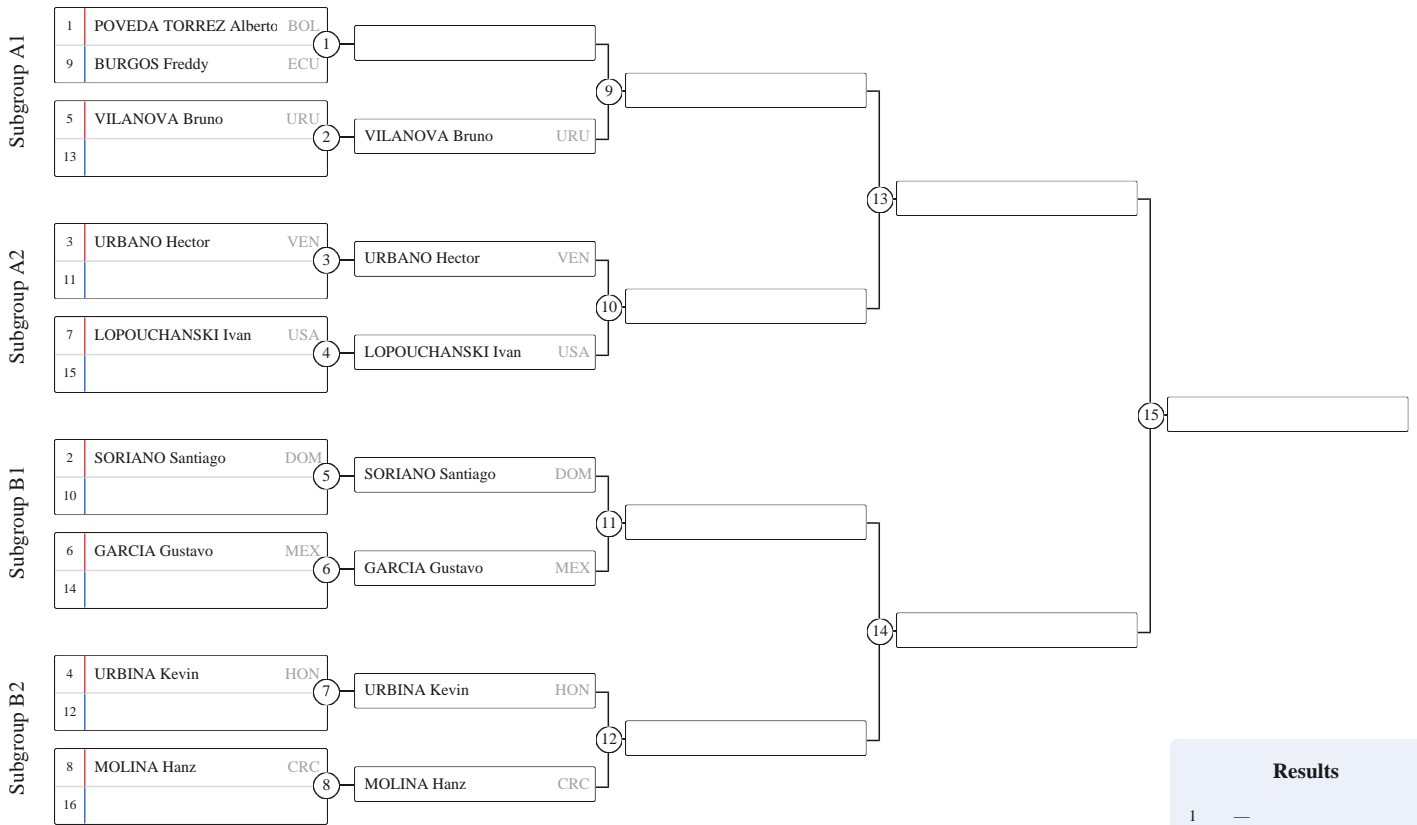 Subgroup A1
1 POVEDA TORREZ Alberto BOL
9 BURGOS Freddy ECU
1
5 VILANOVA Bruno URU
13
2
VILANOVA Bruno URU
9
Subgroup A2
3 URBANO Hector VEN
11
3
URBANO Hector VEN
7 LOPOUCHANSKI Ivan USA
15
4
LOPOUCHANSKI Ivan USA
10
13
Subgroup B1
2 SORIANO Santiago DOM
10
5
SORIANO Santiago DOM
6 GARCIA Gustavo MEX
14
6
GARCIA Gustavo MEX
11
Subgroup B2
4 URBINA Kevin HON
12
7
URBINA Kevin HON
8 MOLINA Hanz CRC
16
8
MOLINA Hanz CRC
12
14
15
Results
1 —